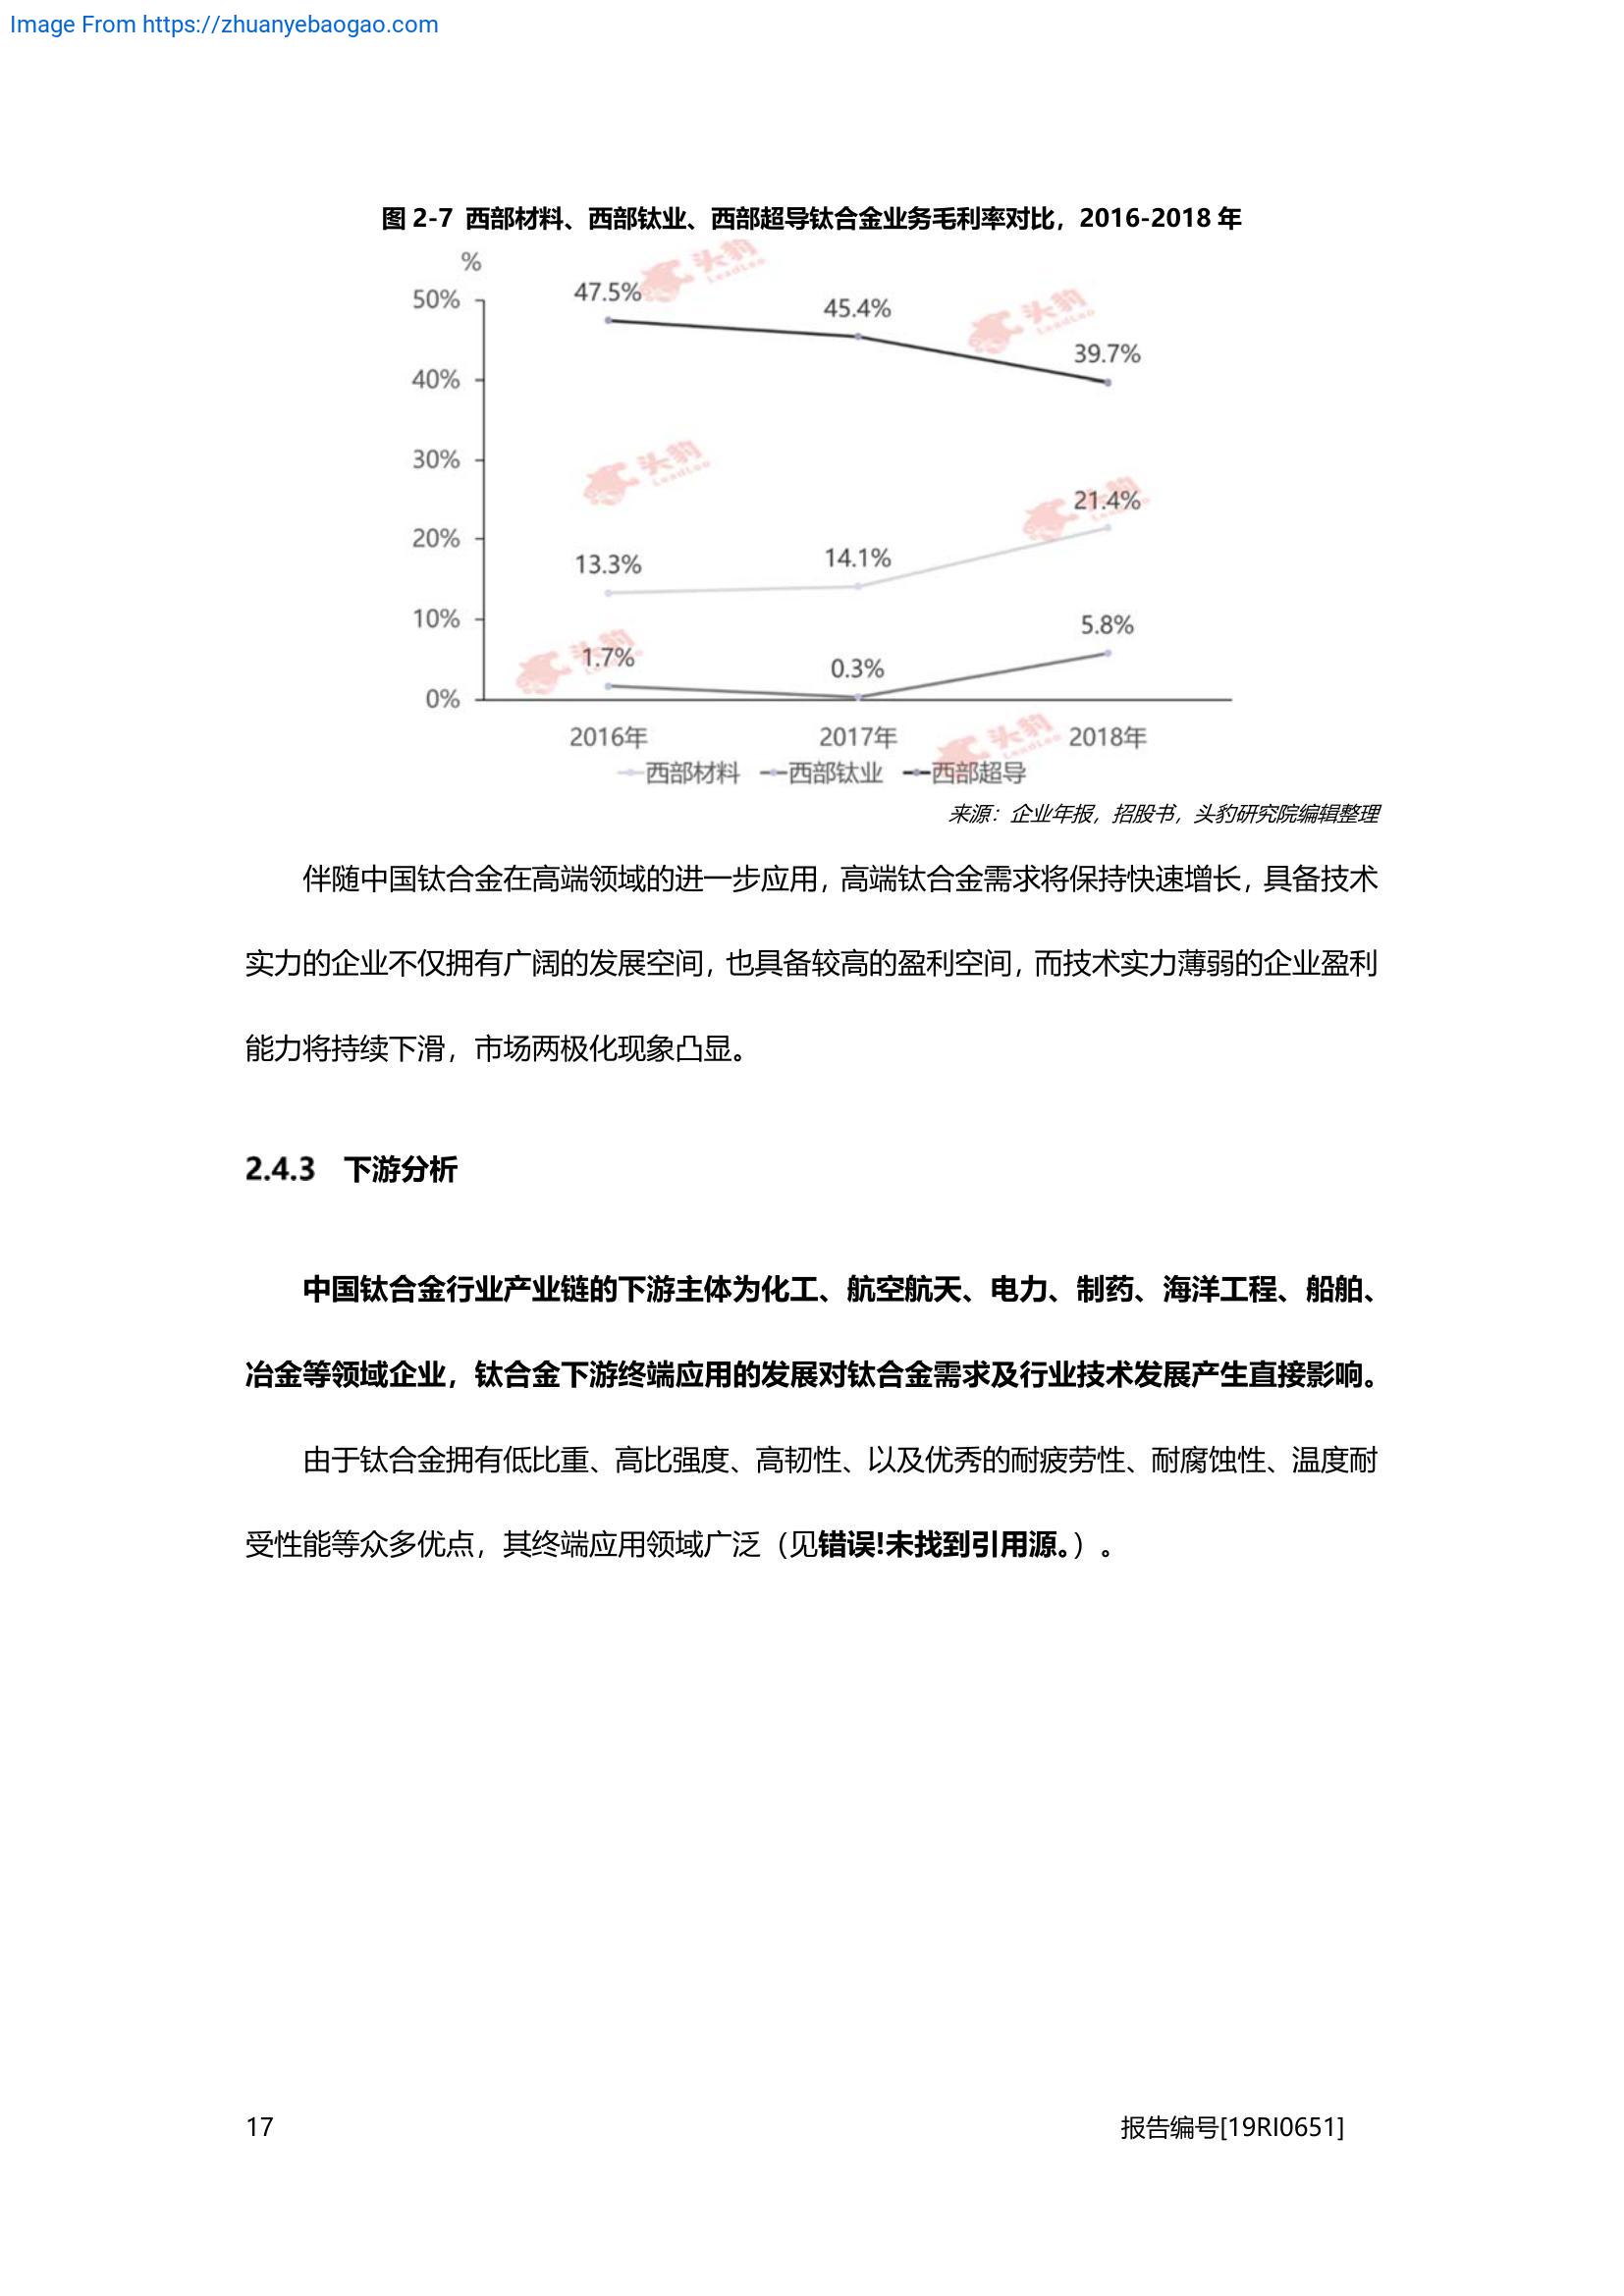 Image From https://zhuanyebaogao.com
图 2-7 西部材料、西部钛业、西部超导钛合金业务毛利率对比，2016-2018 年
%
50%
40%
30%
20%
10%
0%
47.5%
45.4%
39.7%
13.3%
14.1%
21.4%
1.7%
0.3%
5.8%
2016年 2017年 2018年
西部材料 西部钛业 西部超导
头豹
LeadLeo
头豹
LeadLeo
头豹
LeadLeo
头豹
LeadLeo
头豹
LeadLeo
头豹
LeadLeo
来源：企业年报，招股书，头豹研究院编辑整理
伴随中国钛合金在高端领域的进一步应用，高端钛合金需求将保持快速增长，具备技术
实力的企业不仅拥有广阔的发展空间，也具备较高的盈利空间，而技术实力薄弱的企业盈利
能力将持续下滑，市场两极化现象凸显。
2.4.3 下游分析
中国钛合金行业产业链的下游主体为化工、航空航天、电力、制药、海洋工程、船舶、
冶金等领域企业，钛合金下游终端应用的发展对钛合金需求及行业技术发展产生直接影响。
由于钛合金拥有低比重、高比强度、高韧性、以及优秀的耐疲劳性、耐腐蚀性、温度耐
受性能等众多优点，其终端应用领域广泛（见错误!未找到引用源。）。
17
报告编号[19RI0651]